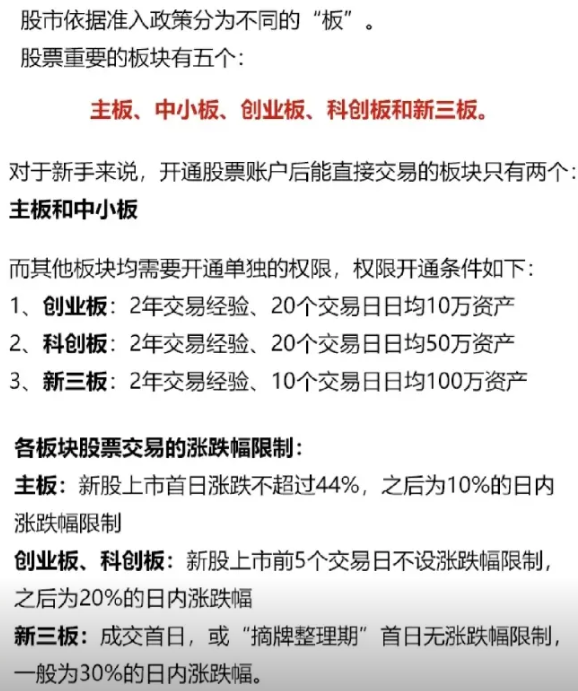 股市依据准入政策分为不同的“板”。
股票重要的板块有五个：
主板、中小板、创业板、科创板和新三板。
对于新手来说，开通股票账户后能直接交易的板块只有两个：
主板和中小板
而其他板块均需要开通单独的权限，权限开通条件如下：
1、创业板：2年交易经验、20个交易日日均10万资产
2、科创板：2年交易经验、20个交易日日均50万资产
3、新三板：2年交易经验、10个交易日日均100万资产
各板块股票交易的涨跌幅限制：
主板：新股上市首日涨跌不超过44%，之后为10%的日内
涨跌幅限制
创业板、科创板：新股上市前5个交易日不设涨跌幅限制，
之后为20%的日内涨跌幅
新三板：成交首日，或“摘牌整理期”首日无涨跌幅限制，
一般为30%的日内涨跌幅。